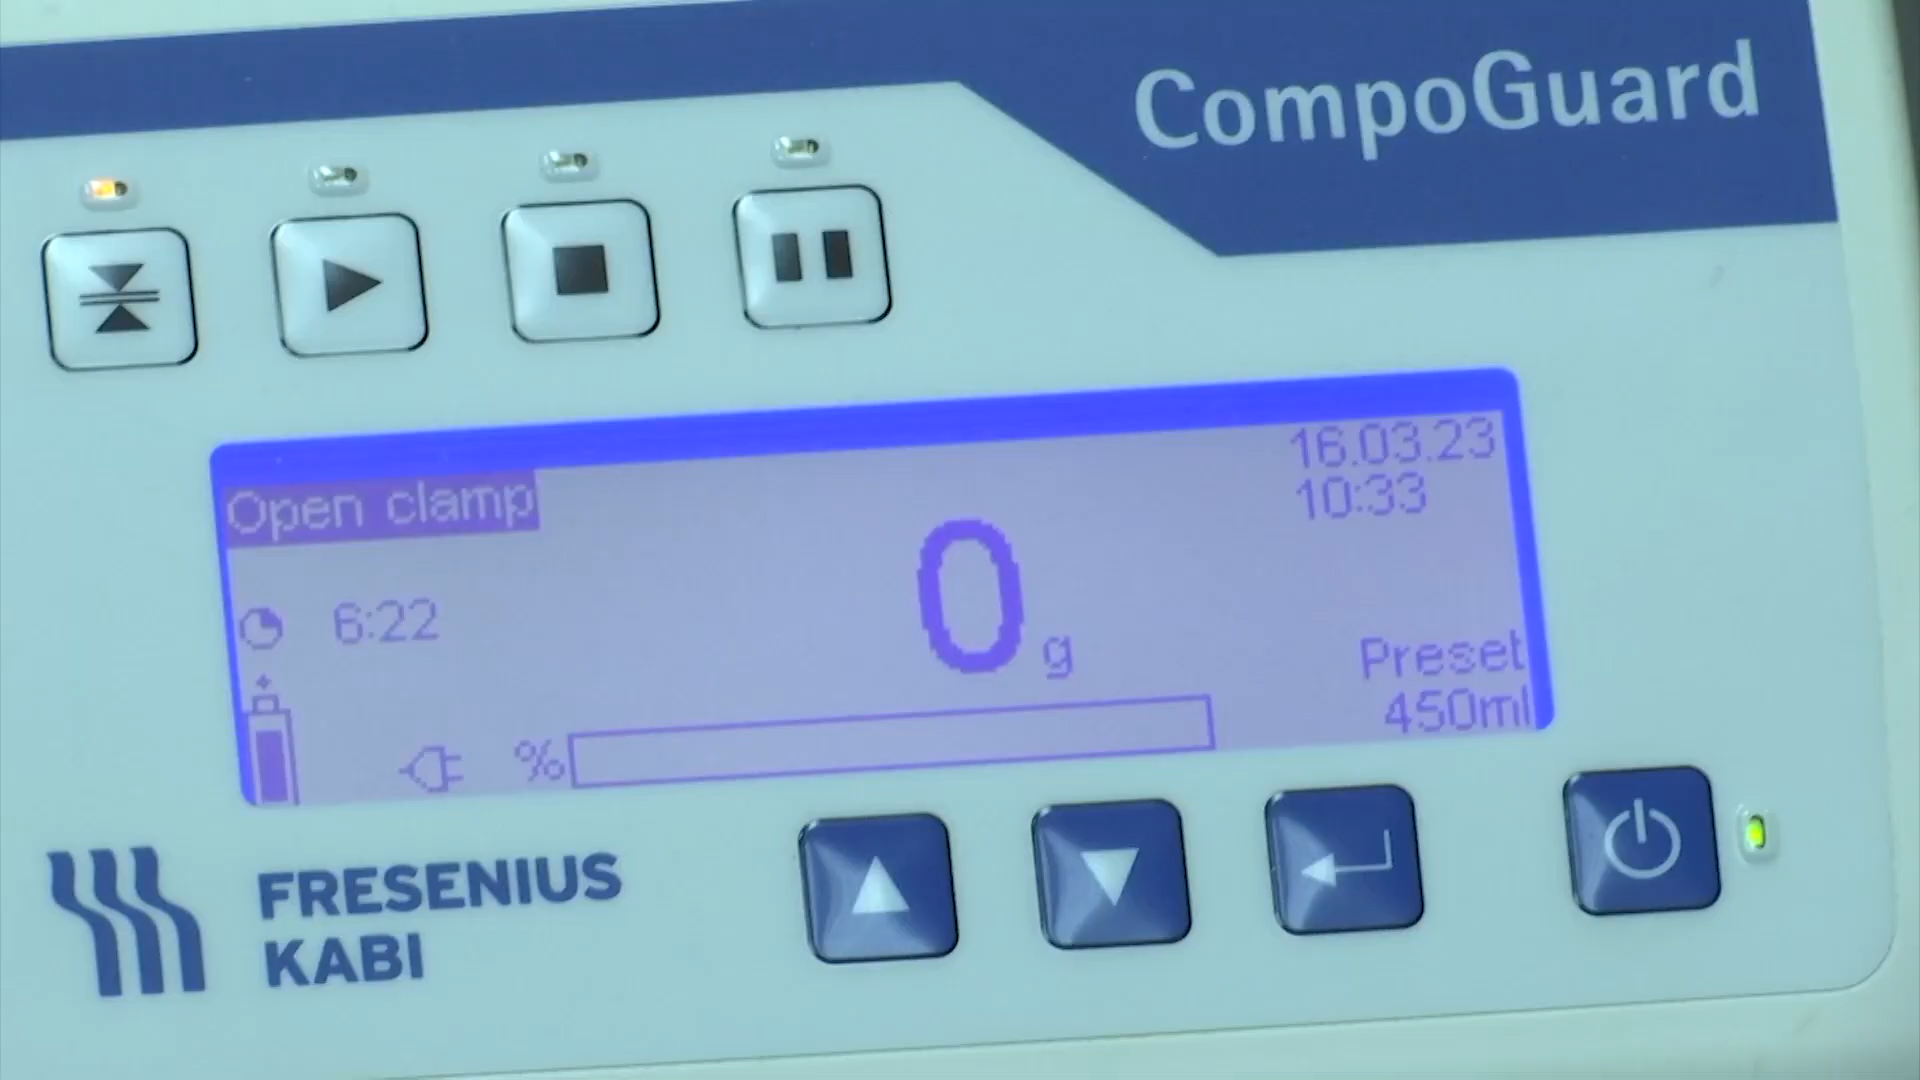 CompoGuard
Open clamp
16.03.23
10:33
6:22
0 g
Preset
450ml
%
FRESENIUS
KABI